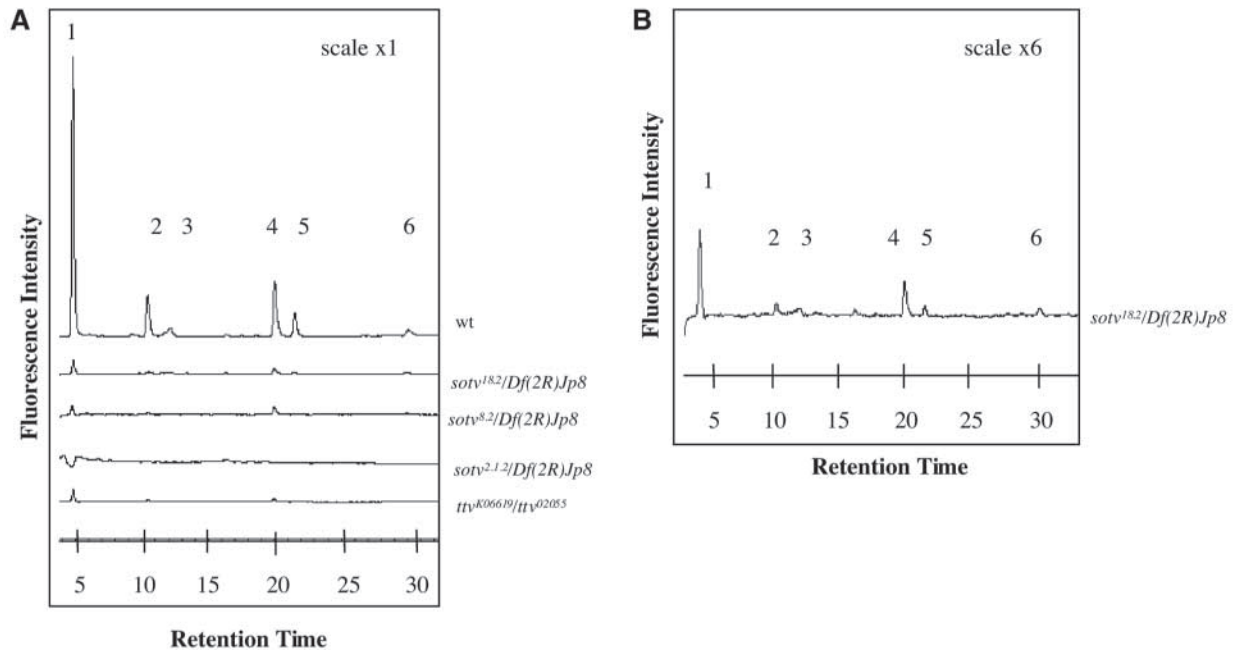 A
scale x1
1
2 3 4 5 6
Fluorescence Intensity
wt
sotv18.2/Df(2R)Jp8
sotv8.2/Df(2R)Jp8
sotv2.1.2/Df(2R)Jp8
ttvK06619/ttv02055
5 10 15 20 25 30
Retention Time
B
scale x6
1
2 3 4 5 6
Fluorescence Intensity
sotv18.2/Df(2R)Jp8
5 10 15 20 25 30
Retention Time